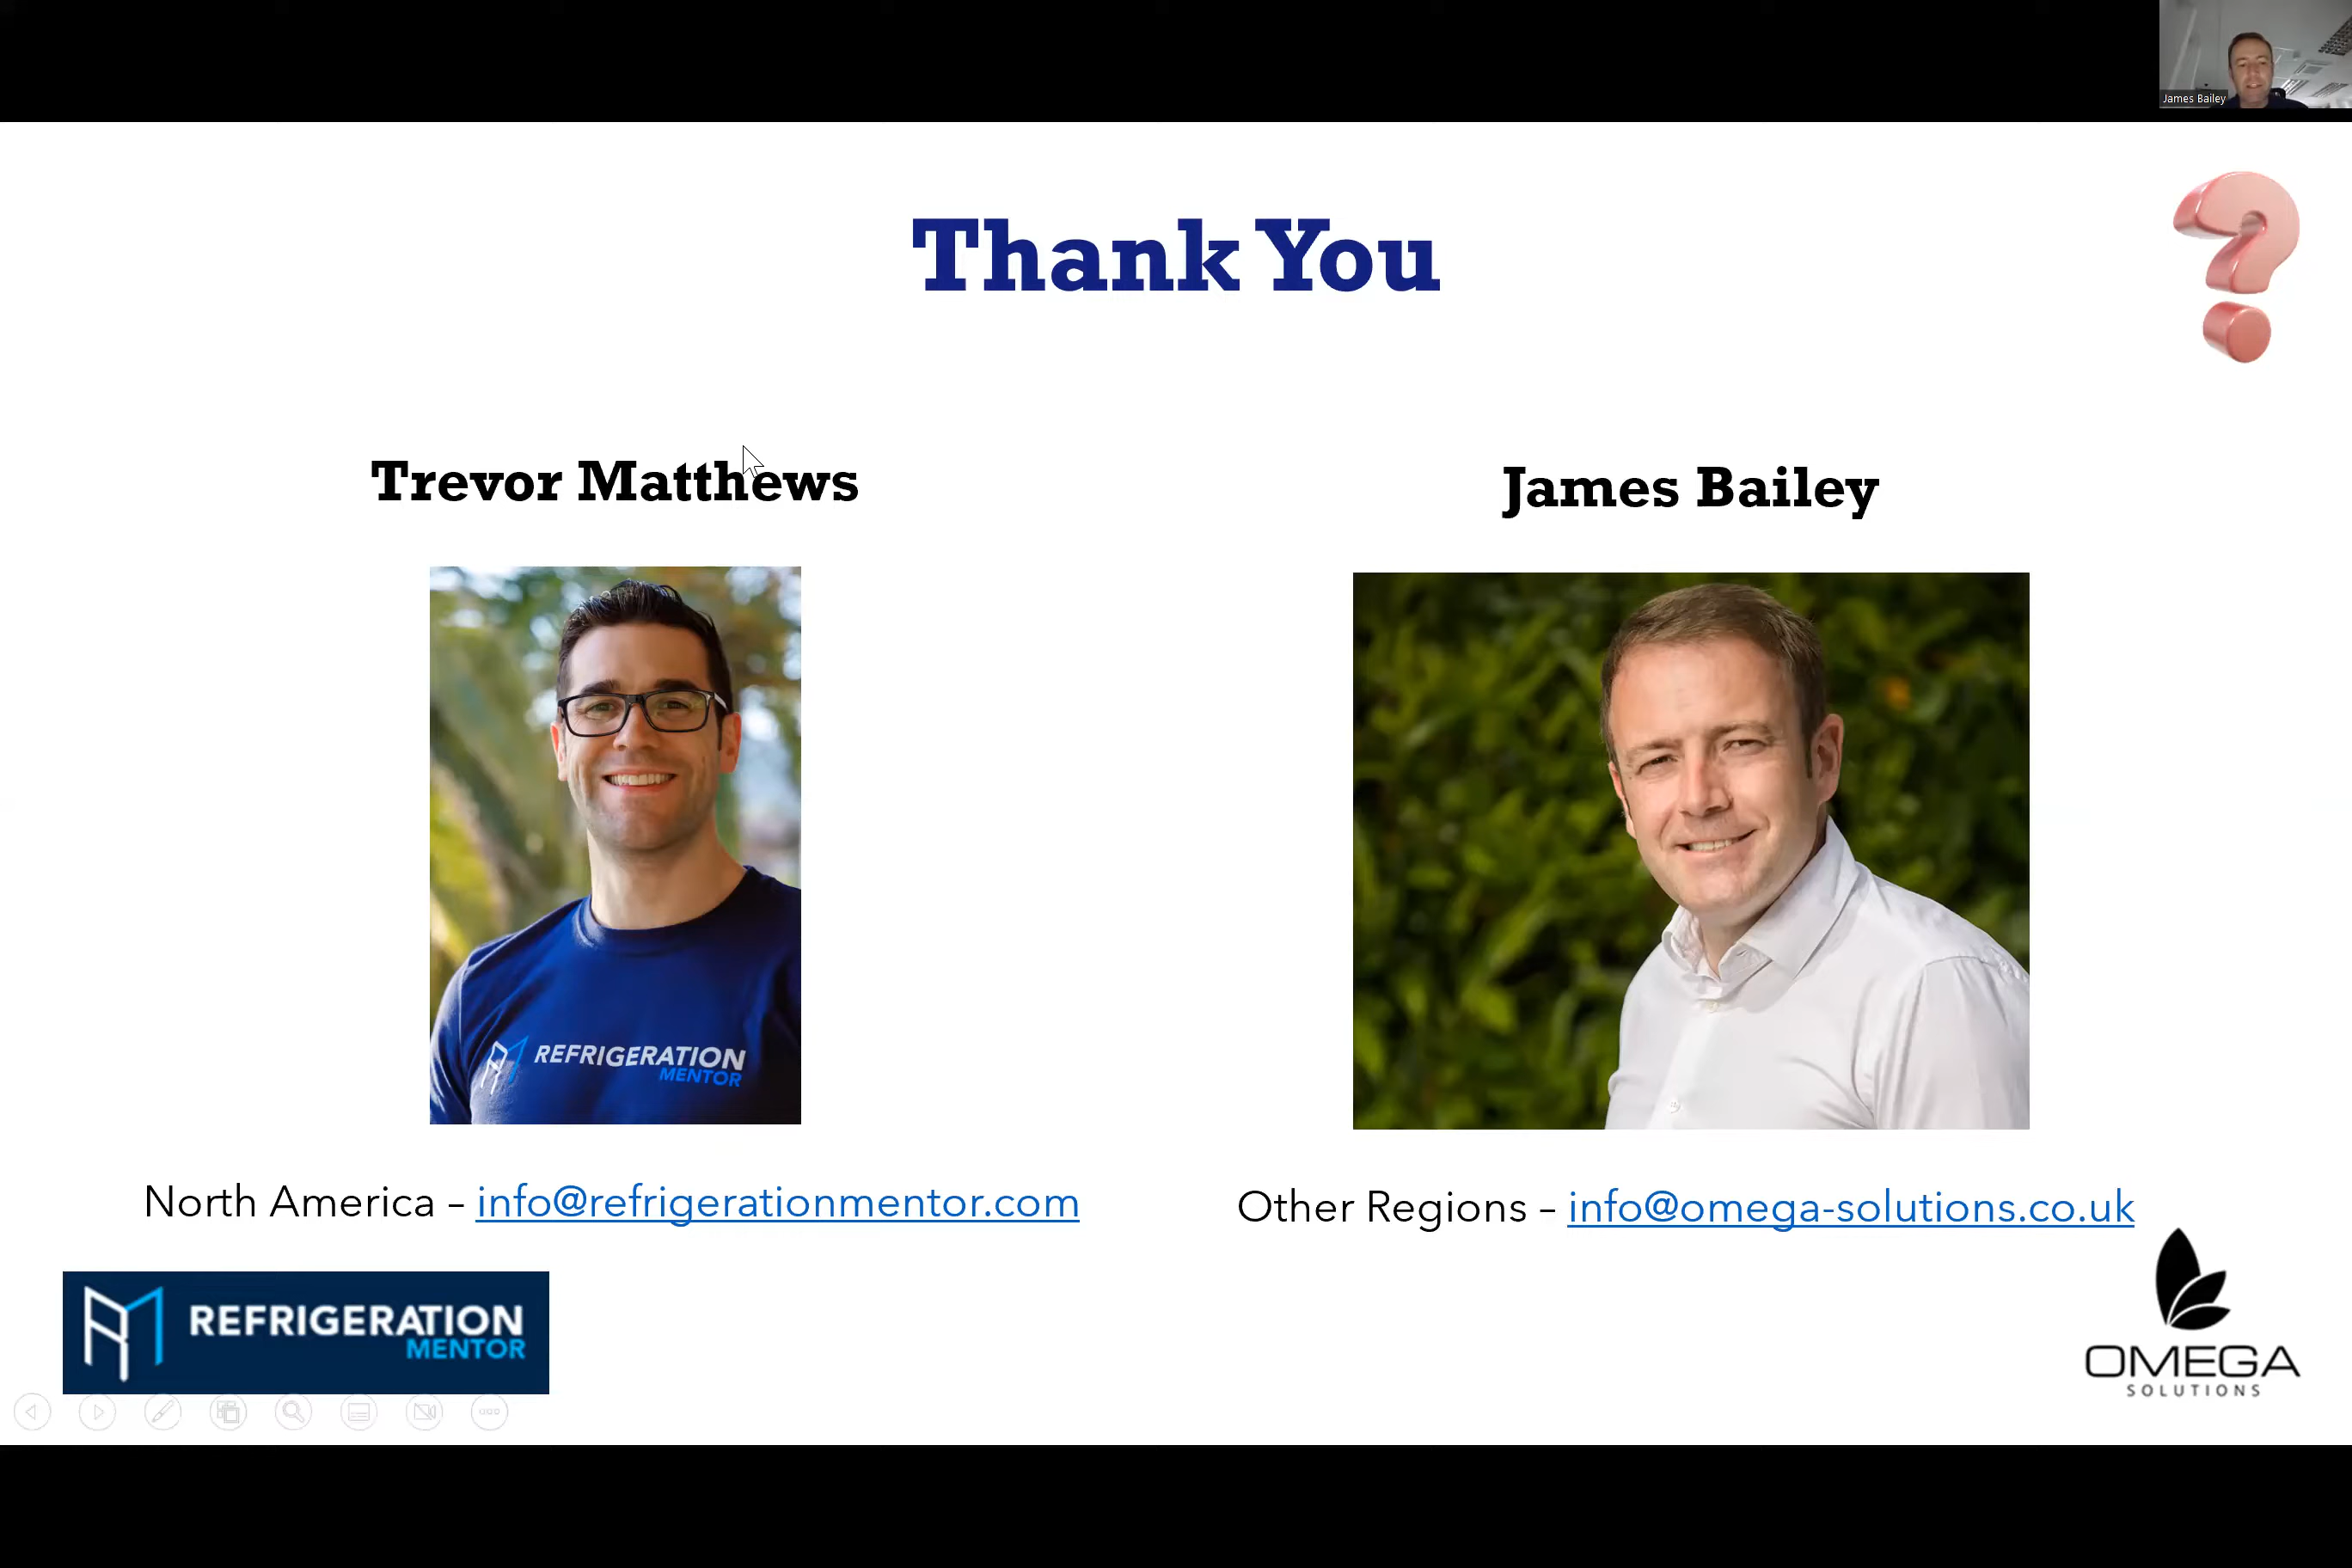 James Bailey
Thank You
?
Trevor Matthews
James Bailey
REFRIGERATION
MENTOR
North America – info@refrigerationmentor.com
Other Regions – info@omega-solutions.co.uk
REFRIGERATION
MENTOR
OMEGA
SOLUTIONS